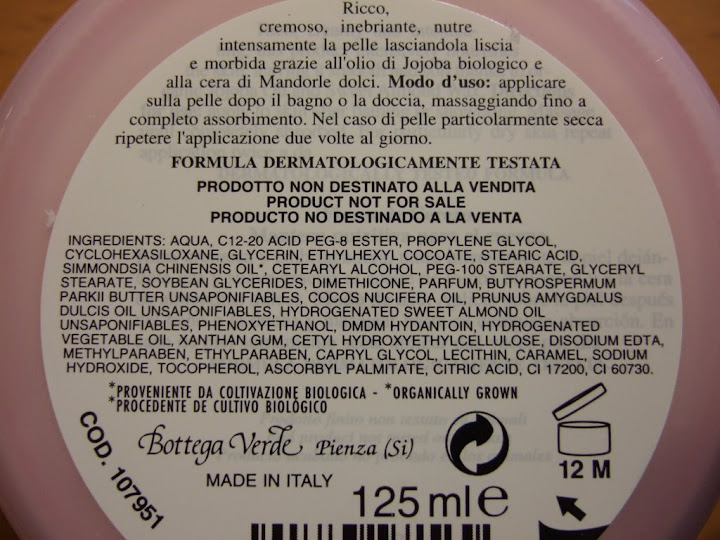 Ricco,
cremoso, inebriante, nutre
intensamente la pelle lasciandola liscia
e morbida grazie all'olio di Jojoba biologico e
alla cera di Mandorle dolci. Modo d'uso: applicare
sulla pelle dopo il bagno o la doccia, massaggiando fino a
completo assorbimento. Nel caso di pelle particolarmente secca
ripetere l'applicazione due volte al giorno.
FORMULA DERMATOLOGICAMENTE TESTATA
PRODOTTO NON DESTINATO ALLA VENDITA
PRODUCT NOT FOR SALE
PRODUCTO NO DESTINADO A LA VENTA
INGREDIENTS: AQUA, C12-20 ACID PEG-8 ESTER, PROPYLENE GLYCOL,
CYCLOHEXASILOXANE, GLYCERIN, ETHYLHEXYL COCOATE, STEARIC ACID,
SIMMONDSIA CHINENSIS OIL*, CETEARYL ALCOHOL, PEG-100 STEARATE, GLYCERYL
STEARATE, SOYBEAN GLYCERIDES, DIMETHICONE, PARFUM, BUTYROSPERMUM
PARKII BUTTER UNSAPONIFIABLES, COCOS NUCIFERA OIL, PRUNUS AMYGDALUS
DULCIS OIL UNSAPONIFIABLES, HYDROGENATED SWEET ALMOND OIL
UNSAPONIFIABLES, PHENOXYETHANOL, DMDM HYDANTOIN, HYDROGENATED
VEGETABLE OIL, XANTHAN GUM, CETYL HYDROXYETHYLCELLULOSE, DISODIUM EDTA,
METHYLPARABEN, ETHYLPARABEN, CAPRYL GLYCOL, LECITHIN, CARAMEL, SODIUM
HYDROXIDE, TOCOPHEROL, ASCORBYL PALMITATE, CITRIC ACID, CI 17200, CI 60730.
*PROVENIENTE DA COLTIVAZIONE BIOLOGICA - *ORGANICALLY GROWN
*PROCEDENTE DE CULTIVO BIOLÓGICO
Bottega Verde Pienza (Si)
MADE IN ITALY
COD. 107951
125 ml e
12 M